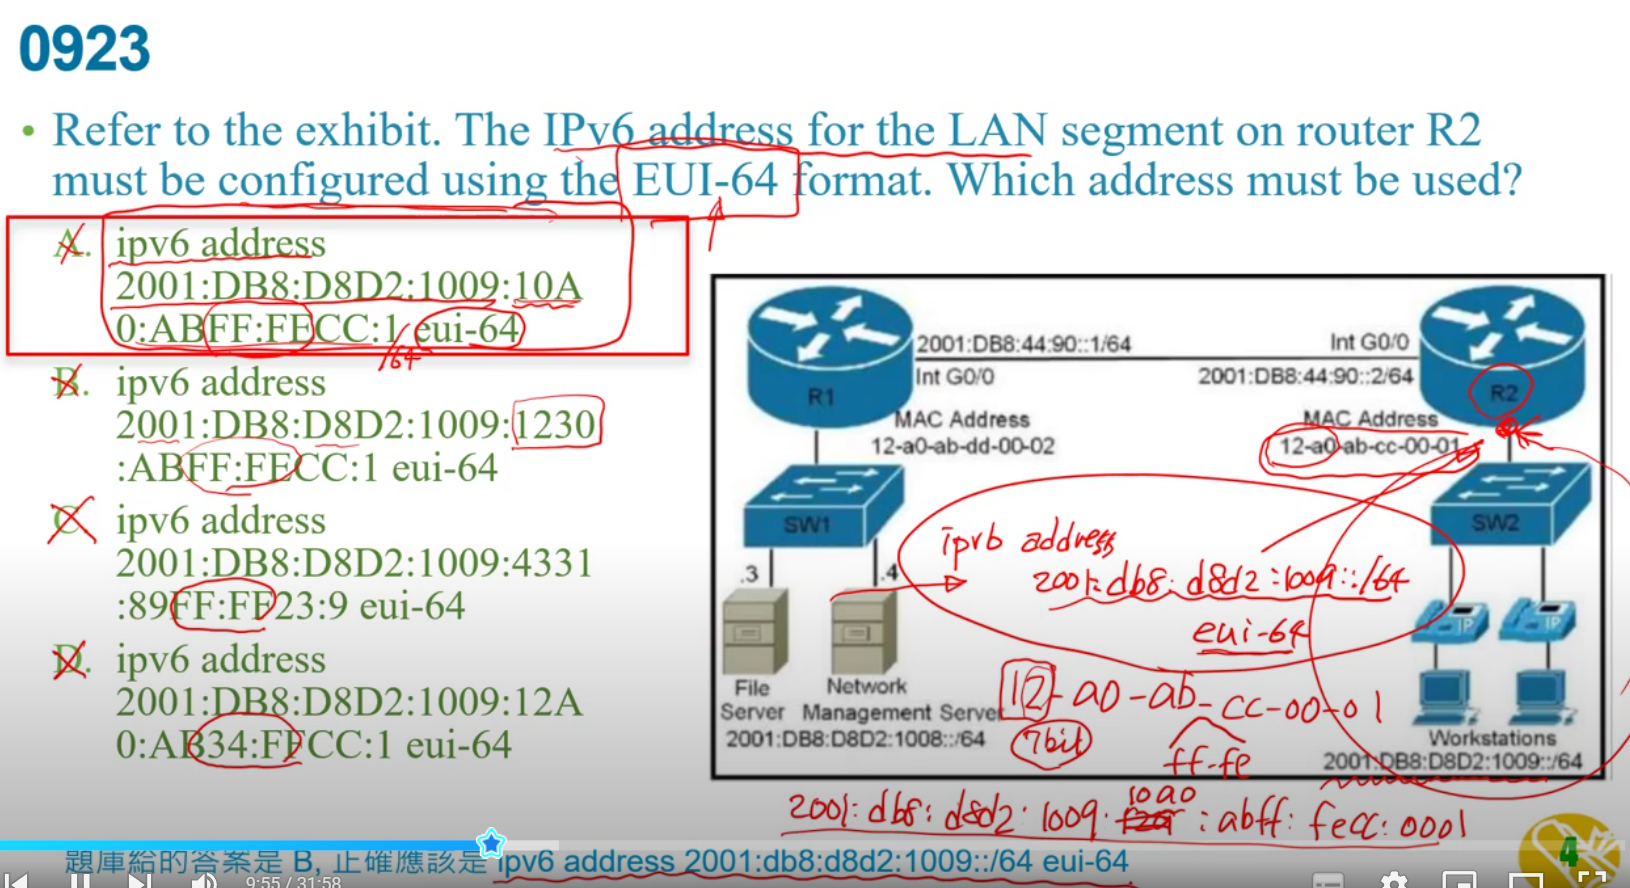 0923
• Refer to the exhibit. The IPv6 address for the LAN segment on router R2
must be configured using the EUI-64 format. Which address must be used?
A. ipv6 address
2001:DB8:D8D2:1009:10A
0:ABFF:FECC:1 eui-64
/64
B. ipv6 address
2001:DB8:D8D2:1009:1230
:ABFF:FECC:1 eui-64
C. ipv6 address
2001:DB8:D8D2:1009:4331
:89FF:FF23:9 eui-64
D. ipv6 address
2001:DB8:D8D2:1009:12A
0:AB34:FFCC:1 eui-64
2001:DB8:44:90::1/64
Int G0/0
Int G0/0
2001:DB8:44:90::2/64
R1
R2
MAC Address
12-a0-ab-dd-00-02
MAC Address
12-a0-ab-cc-00-01
SW1
SW2
.3
.4
ipv6 address
2001:db8:d8d2:1009::/64
eui-64
IP
IP
File
Server
Network
Management Server
2001:DB8:D8D2:1008::/64
12-a0-ab-cc-00-01
7bit
ff-fe
Workstations
2001:DB8:D8D2:1009::/64
10a0
2001:db8:d8d2:1009: :abff:fecc:0001
題庫給的答案是 B, 正確應該是 ipv6 address 2001:db8:d8d2:1009::/64 eui-64
4
9:55 / 31:58